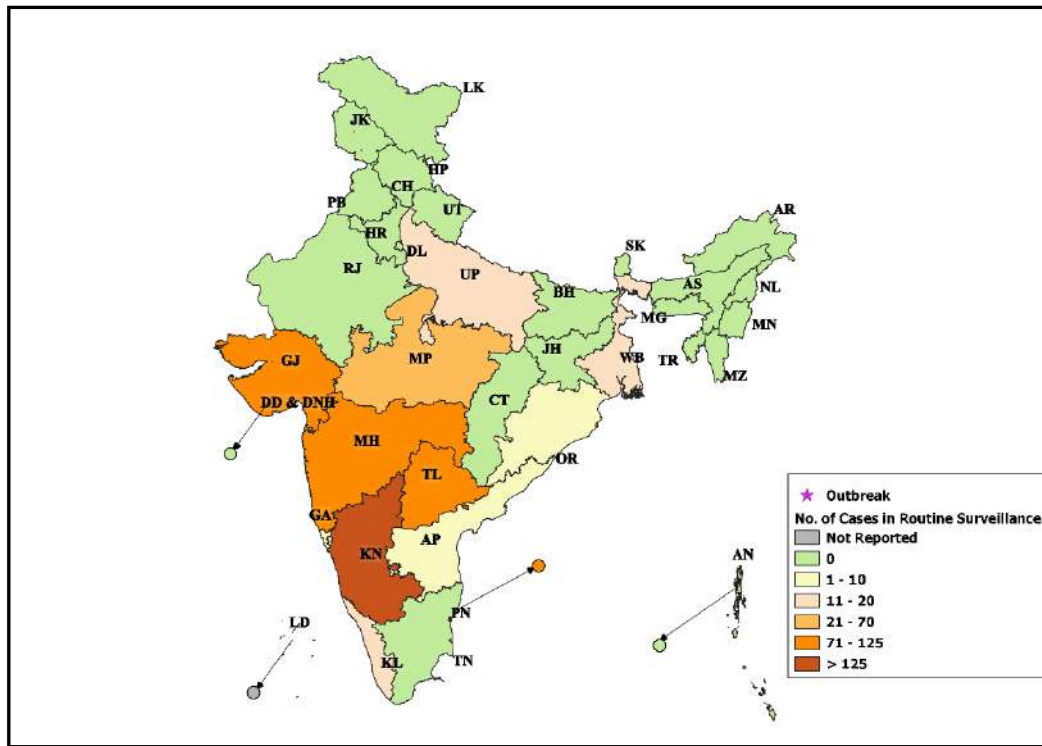 LK
JK
HP
CH
PB
UT
AR
HR
DL
SK
RJ
UP
AS
NL
BH
MG
MN
GJ
MP
JH
WB
TR
MZ
DD & DNH
CT
MH
OR
TL
GA
KN
AP
AN
PN
LD
KL
TN
Outbreak
No. of Cases in Routine Surveillance
Not Reported
0
1 - 10
11 - 20
21 - 70
71 - 125
> 125